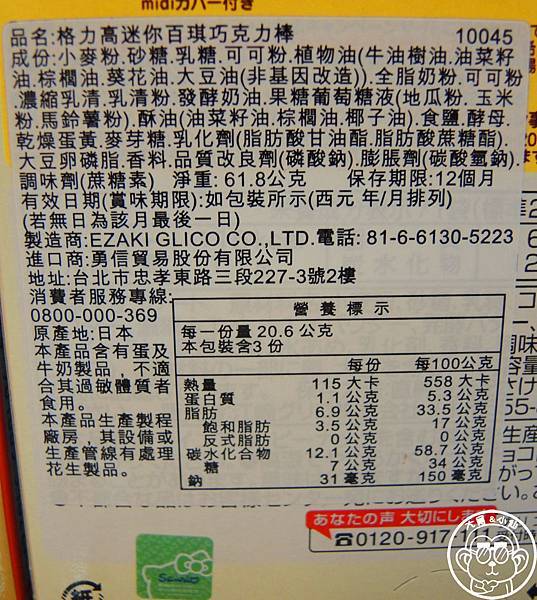 midiカバー付き
品名:格力高迷你百琪巧克力棒 10045
成份:小麥粉.砂糖.乳糖.可可粉.植物油(牛油樹油.油菜籽
油.棕櫚油.葵花油.大豆油(非基因改造)).全脂奶粉.可可粉
.濃縮乳清.乳清粉.發酵奶油.果糖葡萄糖液(地瓜粉. 玉米
粉.馬鈴薯粉).酥油(油菜籽油.棕櫚油.椰子油).食鹽.酵母.
乾燥蛋黃.麥芽糖.乳化劑(脂肪酸甘油酯.脂肪酸蔗糖酯).
大豆卵磷脂.香料.品質改良劑(磷酸鈉).膨脹劑(碳酸氫鈉).
調味劑(蔗糖素) 淨重: 61.8公克 保存期限:12個月
有效日期(賞味期限):如包裝所示(西元 年/月排列)
(若無日為該月最後一日)
製造商:EZAKI GLICO CO.,LTD.電話: 81-6-6130-5223
進口商:勇信貿易股份有限公司
地址:台北市忠孝東路三段227-3號2樓
消費者服務專線:
0800-000-369
原產地:日本
本產品含有蛋及
牛奶製品，不適
合其過敏體質者
食用。
本產品生產製程
廠房，其設備或
生產管線有處理
花生製品。
營養標示
每一份量 20.6 公克
本包裝含3 份
每份 每100公克
熱量 115 大卡 558 大卡
蛋白質 1.1 公克 5.3 公克
脂肪 6.9 公克 33.5 公克
飽和脂肪 3.5 公克 17 公克
反式脂肪 0 公克 0 公克
碳水化合物 12.1 公克 58.7 公克
糖 7 公克 34 公克
鈉 31 毫克 150 毫克
あなたの声 大切にしま
☎0120-917-11
Sanrio